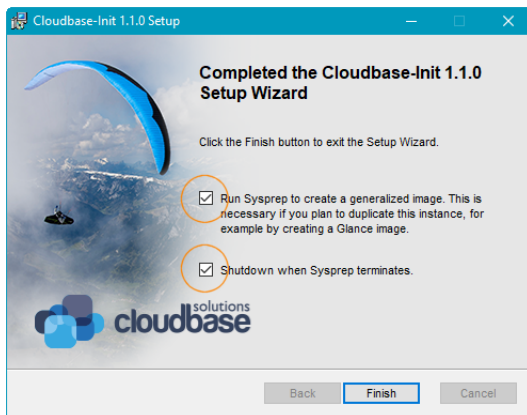 Cloudbase-Init 1.1.0 Setup
Completed the Cloudbase-Init 1.1.0
Setup Wizard
Click the Finish button to exit the Setup Wizard.
Run Sysprep to create a generalized image. This is
necessary if you plan to duplicate this instance, for
example by creating a Glance image.
Shutdown when Sysprep terminates.
solutions
cloudbase
Back
Finish
Cancel